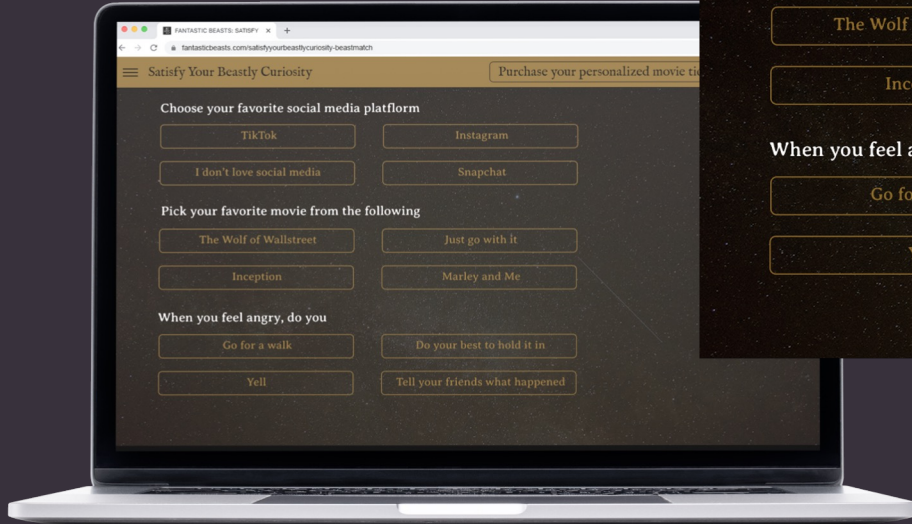 FANTASTIC BEASTS: SATISFY
fantasticbeasts.com/satisfyyourbeastlycuriosity-beastmatch
Satisfy Your Beastly Curiosity
Purchase your personalized movie tic
Choose your favorite social media platflorm
TikTok
Instagram
I don't love social media
Snapchat
Pick your favorite movie from the following
The Wolf of Wallstreet
Just go with it
Inception
Marley and Me
When you feel angry, do you
Go for a walk
Do your best to hold it in
Yell
Tell your friends what happened
The Wolf
Ince
When you feel a
Go fo